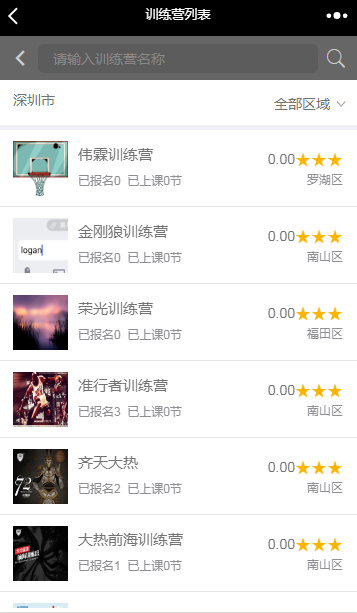 训练营列表
请输入训练营名称
深圳市 全部区域
伟霖训练营 0.00
已报名0 已上课0节 罗湖区
logan
金刚狼训练营 0.00
已报名0 已上课0节 南山区
荣光训练营 0.00
已报名0 已上课0节 福田区
准行者训练营 0.00
已报名3 已上课0节 南山区
72
齐天大热 0.00
已报名2 已上课0节 南山区
大热前海训练营 0.00
已报名1 已上课0节 南山区